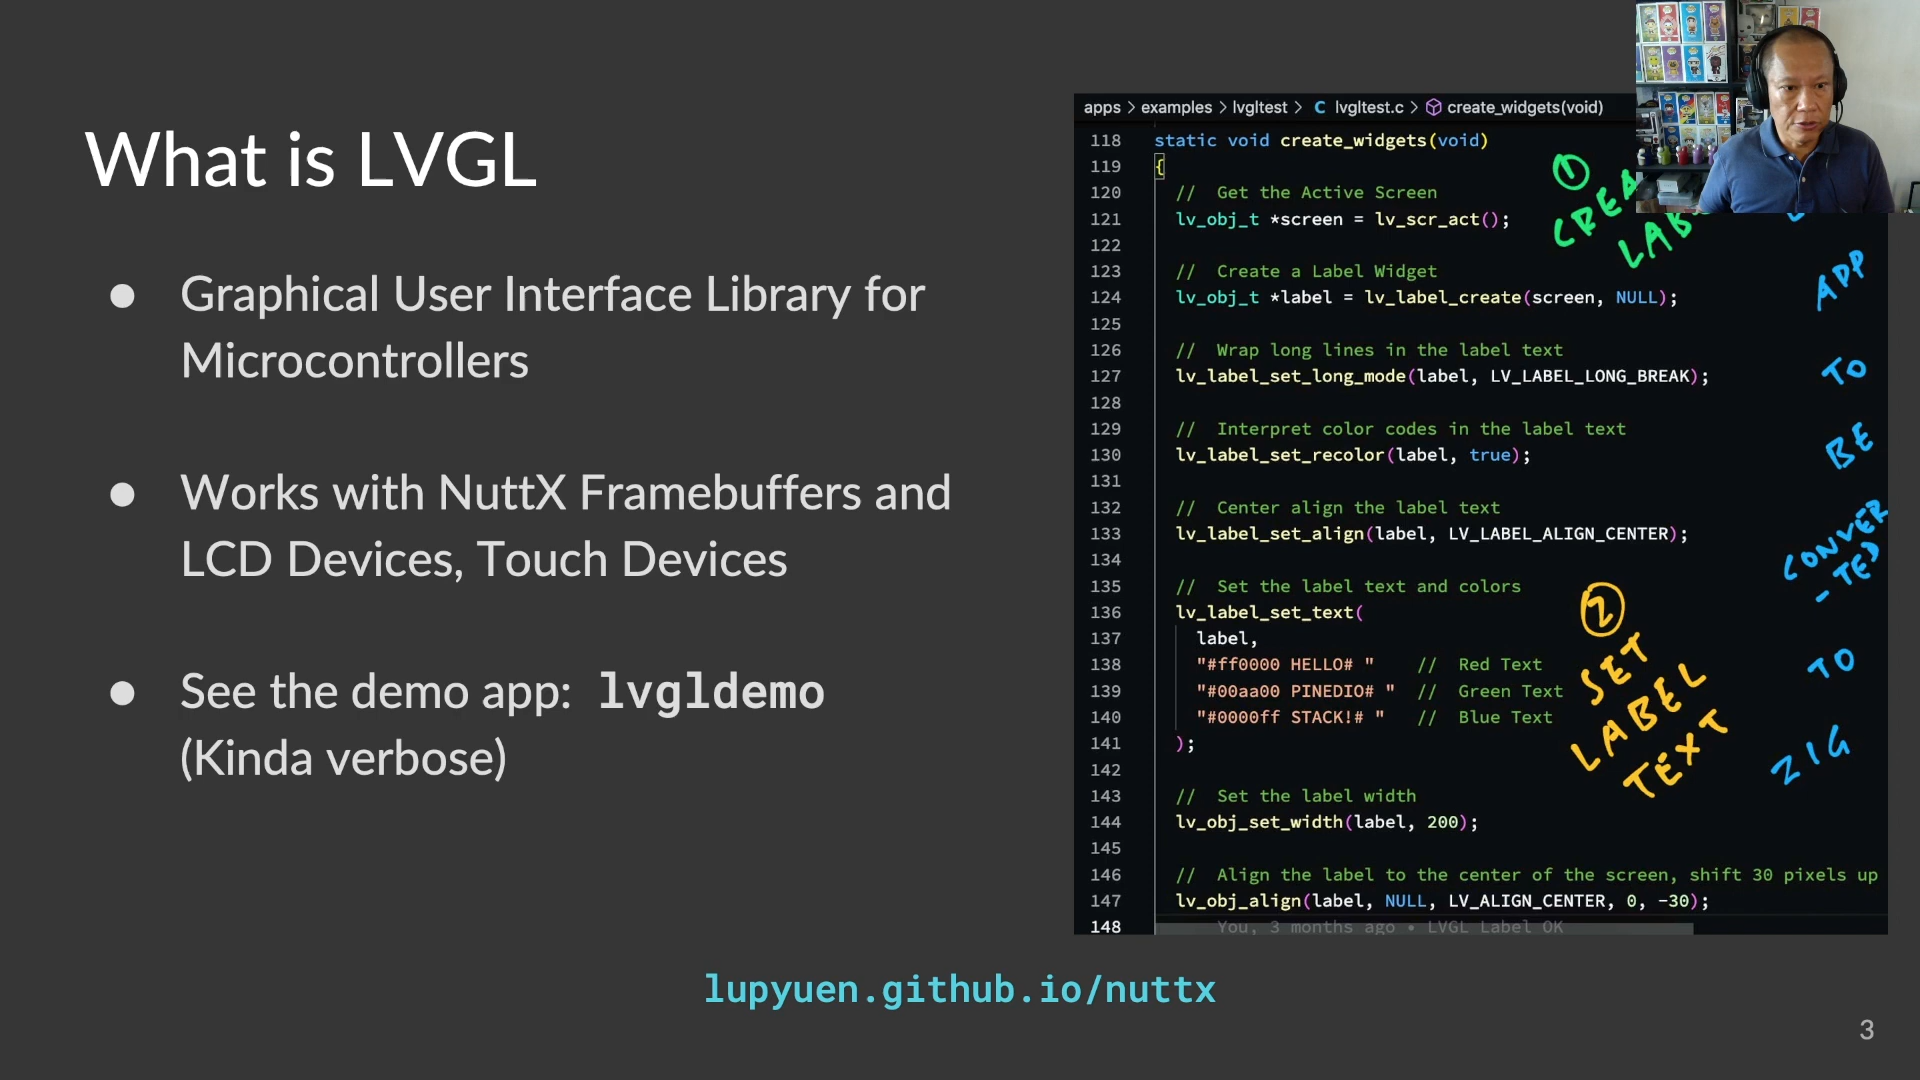 What is LVGL
● Graphical User Interface Library for
Microcontrollers
● Works with NuttX Framebuffers and
LCD Devices, Touch Devices
● See the demo app: lvgldemo
(Kinda verbose)
apps > examples > lvgltest > C lvgltest.c > create_widgets(void)
118 static void create_widgets(void)
119 {
120 // Get the Active Screen
121 lv_obj_t *screen = lv_scr_act();
122
123 // Create a Label Widget
124 lv_obj_t *label = lv_label_create(screen, NULL);
125
126 // Wrap long lines in the label text
127 lv_label_set_long_mode(label, LV_LABEL_LONG_BREAK);
128
129 // Interpret color codes in the label text
130 lv_label_set_recolor(label, true);
131
132 // Center align the label text
133 lv_label_set_align(label, LV_LABEL_ALIGN_CENTER);
134
135 // Set the label text and colors
136 lv_label_set_text(
137 label,
138 "#ff0000 HELLO# " // Red Text
139 "#00aa00 PINEDIO# " // Green Text
140 "#0000ff STACK!# " // Blue Text
141 );
142
143 // Set the label width
144 lv_obj_set_width(label, 200);
145
146 // Align the label to the center of the screen, shift 30 pixels up
147 lv_obj_align(label, NULL, LV_ALIGN_CENTER, 0, -30);
148 You, 3 months ago • LVGL Label OK
①
②
SET
LABEL
TEXT
APP
TO
BE
CONVER
-TED
TO
ZIG
lupyuen.github.io/nuttx
3